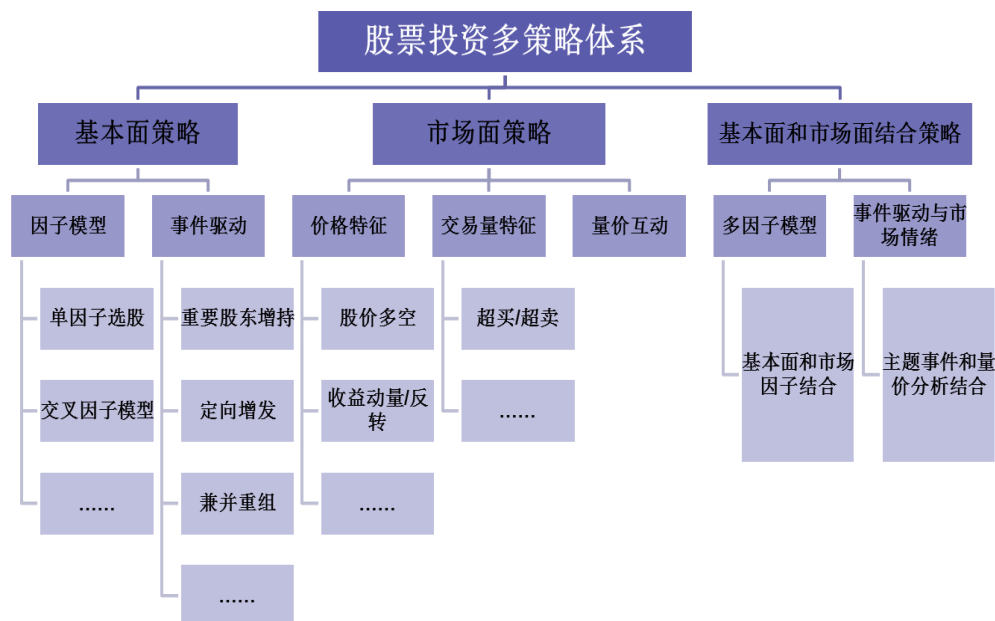 股票投资多策略体系
基本面策略
市场面策略
基本面和市场面结合策略
因子模型
事件驱动
价格特征
交易量特征
量价互动
多因子模型
事件驱动与市
场情绪
单因子选股
重要股东增持
股价多空
超买/超卖
基本面和市场
因子结合
主题事件和量
价分析结合
交叉因子模型
定向增发
收益动量/反
转
......
......
兼并重组
......
......